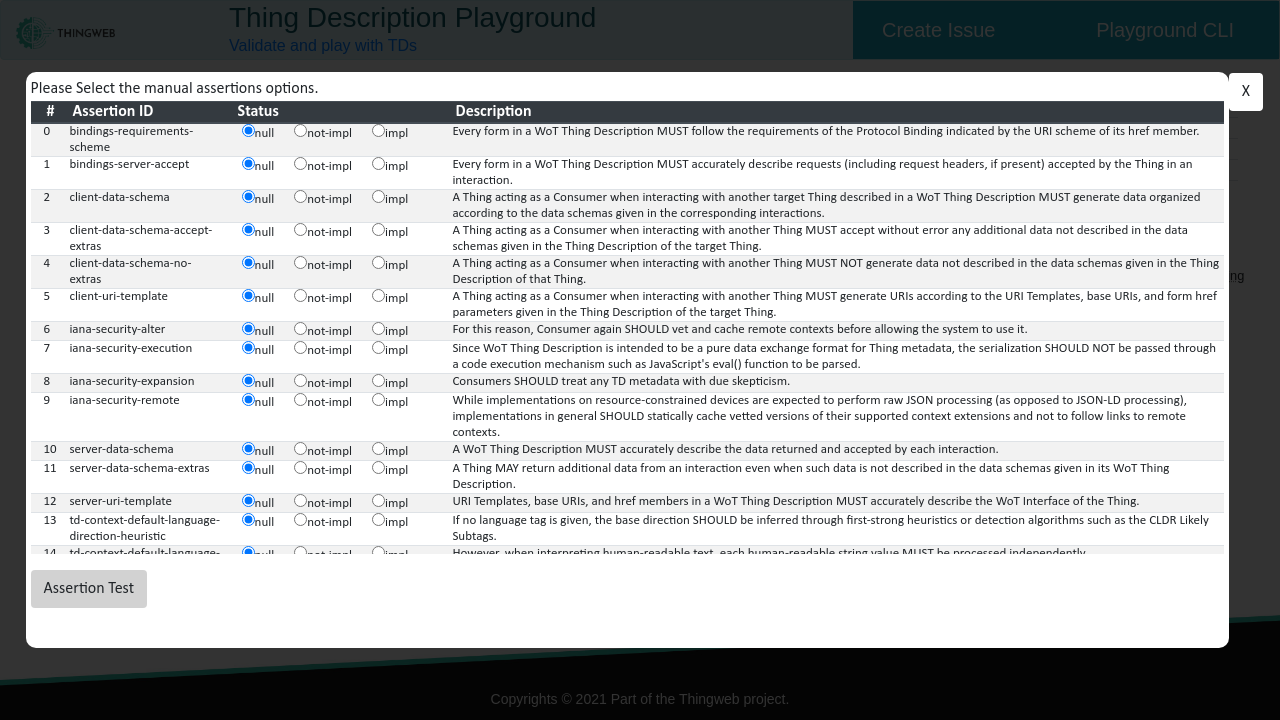 THINGWEB
Thing Description Playground
Validate and play with TDs
Create Issue
Playground CLI
Please Select the manual assertions options.
X
# Assertion ID Status Description
0 bindings-requirements- null not-impl impl Every form in a WoT Thing Description MUST follow the requirements of the Protocol Binding indicated by the URI scheme of its href member.
scheme
1 bindings-server-accept null not-impl impl Every form in a WoT Thing Description MUST accurately describe requests (including request headers, if present) accepted by the Thing in an
interaction.
2 client-data-schema null not-impl impl A Thing acting as a Consumer when interacting with another target Thing described in a WoT Thing Description MUST generate data organized
according to the data schemas given in the corresponding interactions.
3 client-data-schema-accept- null not-impl impl A Thing acting as a Consumer when interacting with another Thing MUST accept without error any additional data not described in the data
extras schemas given in the Thing Description of the target Thing.
4 client-data-schema-no- null not-impl impl A Thing acting as a Consumer when interacting with another Thing MUST NOT generate data not described in the data schemas given in the Thing
extras Description of that Thing.
ng
5 client-uri-template null not-impl impl A Thing acting as a Consumer when interacting with another Thing MUST generate URIs according to the URI Templates, base URIs, and form href
parameters given in the Thing Description of the target Thing.
6 iana-security-alter null not-impl impl For this reason, Consumer again SHOULD vet and cache remote contexts before allowing the system to use it.
7 iana-security-execution null not-impl impl Since WoT Thing Description is intended to be a pure data exchange format for Thing metadata, the serialization SHOULD NOT be passed through
a code execution mechanism such as JavaScript's eval() function to be parsed.
8 iana-security-expansion null not-impl impl Consumers SHOULD treat any TD metadata with due skepticism.
9 iana-security-remote null not-impl impl While implementations on resource-constrained devices are expected to perform raw JSON processing (as opposed to JSON-LD processing),
implementations in general SHOULD statically cache vetted versions of their supported context extensions and not to follow links to remote
contexts.
10 server-data-schema null not-impl impl A WoT Thing Description MUST accurately describe the data returned and accepted by each interaction.
11 server-data-schema-extras null not-impl impl A Thing MAY return additional data from an interaction even when such data is not described in the data schemas given in its WoT Thing
Description.
12 server-uri-template null not-impl impl URI Templates, base URIs, and href members in a WoT Thing Description MUST accurately describe the WoT Interface of the Thing.
13 td-context-default-language- null not-impl impl If no language tag is given, the base direction SHOULD be inferred through first-strong heuristics or detection algorithms such as the CLDR Likely
direction-heuristic Subtags.
14 td-context-default-language- null not-impl impl However, when interpreting human-readable text, each human-readable string value MUST be processed independently.
Assertion Test
Copyrights © 2021 Part of the Thingweb project.